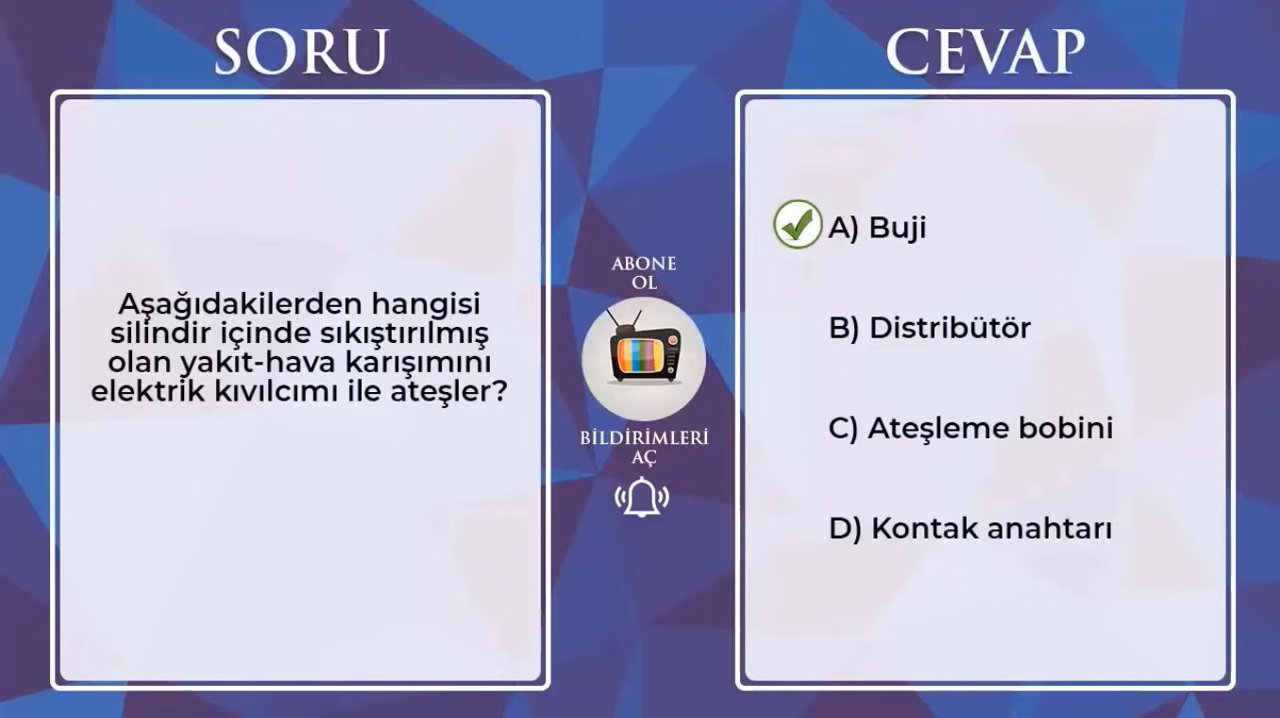 SORU
Aşağıdakilerden hangisi
silindir içinde sıkıştırılmış
olan yakıt-hava karışımını
elektrik kıvılcımı ile ateşler?
ABONE
OL
BİLDİRİMLERİ
AÇ
CEVAP
A) Buji
B) Distribütör
C) Ateşleme bobini
D) Kontak anahtarı